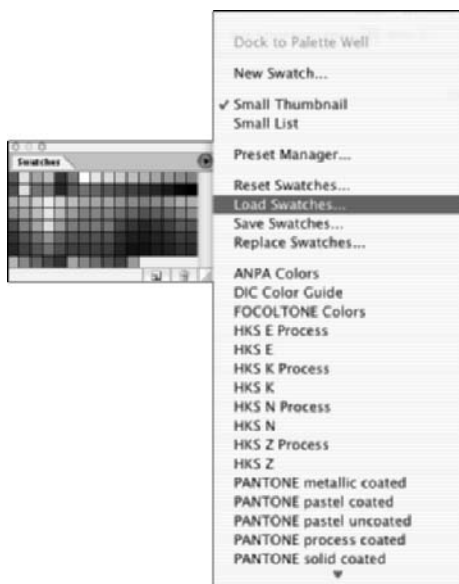 Swatches
Dock to Palette Well
New Swatch...
✓ Small Thumbnail
Small List
Preset Manager...
Reset Swatches...
Load Swatches...
Save Swatches...
Replace Swatches...
ANPA Colors
DIC Color Guide
FOCOLTONE Colors
HKS E Process
HKS E
HKS K Process
HKS K
HKS N Process
HKS N
HKS Z Process
HKS Z
PANTONE metallic coated
PANTONE pastel coated
PANTONE pastel uncoated
PANTONE process coated
PANTONE solid coated